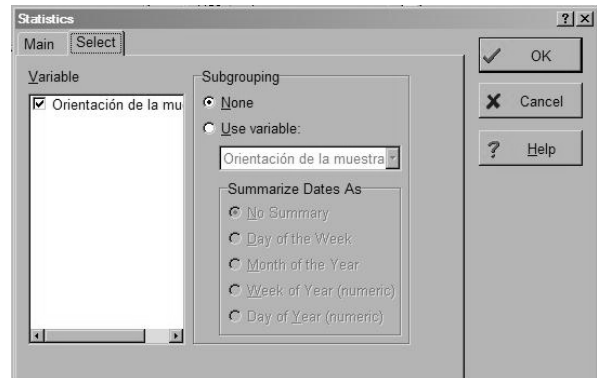 Statistics
Main Select
Variable
Orientación de la mu
Subgrouping
None
Use variable:
Orientación de la muestra
Summarize Dates As
No Summary
Day of the Week
Month of the Year
Week of Year (numeric)
Day of Year (numeric)
OK
Cancel
? Help